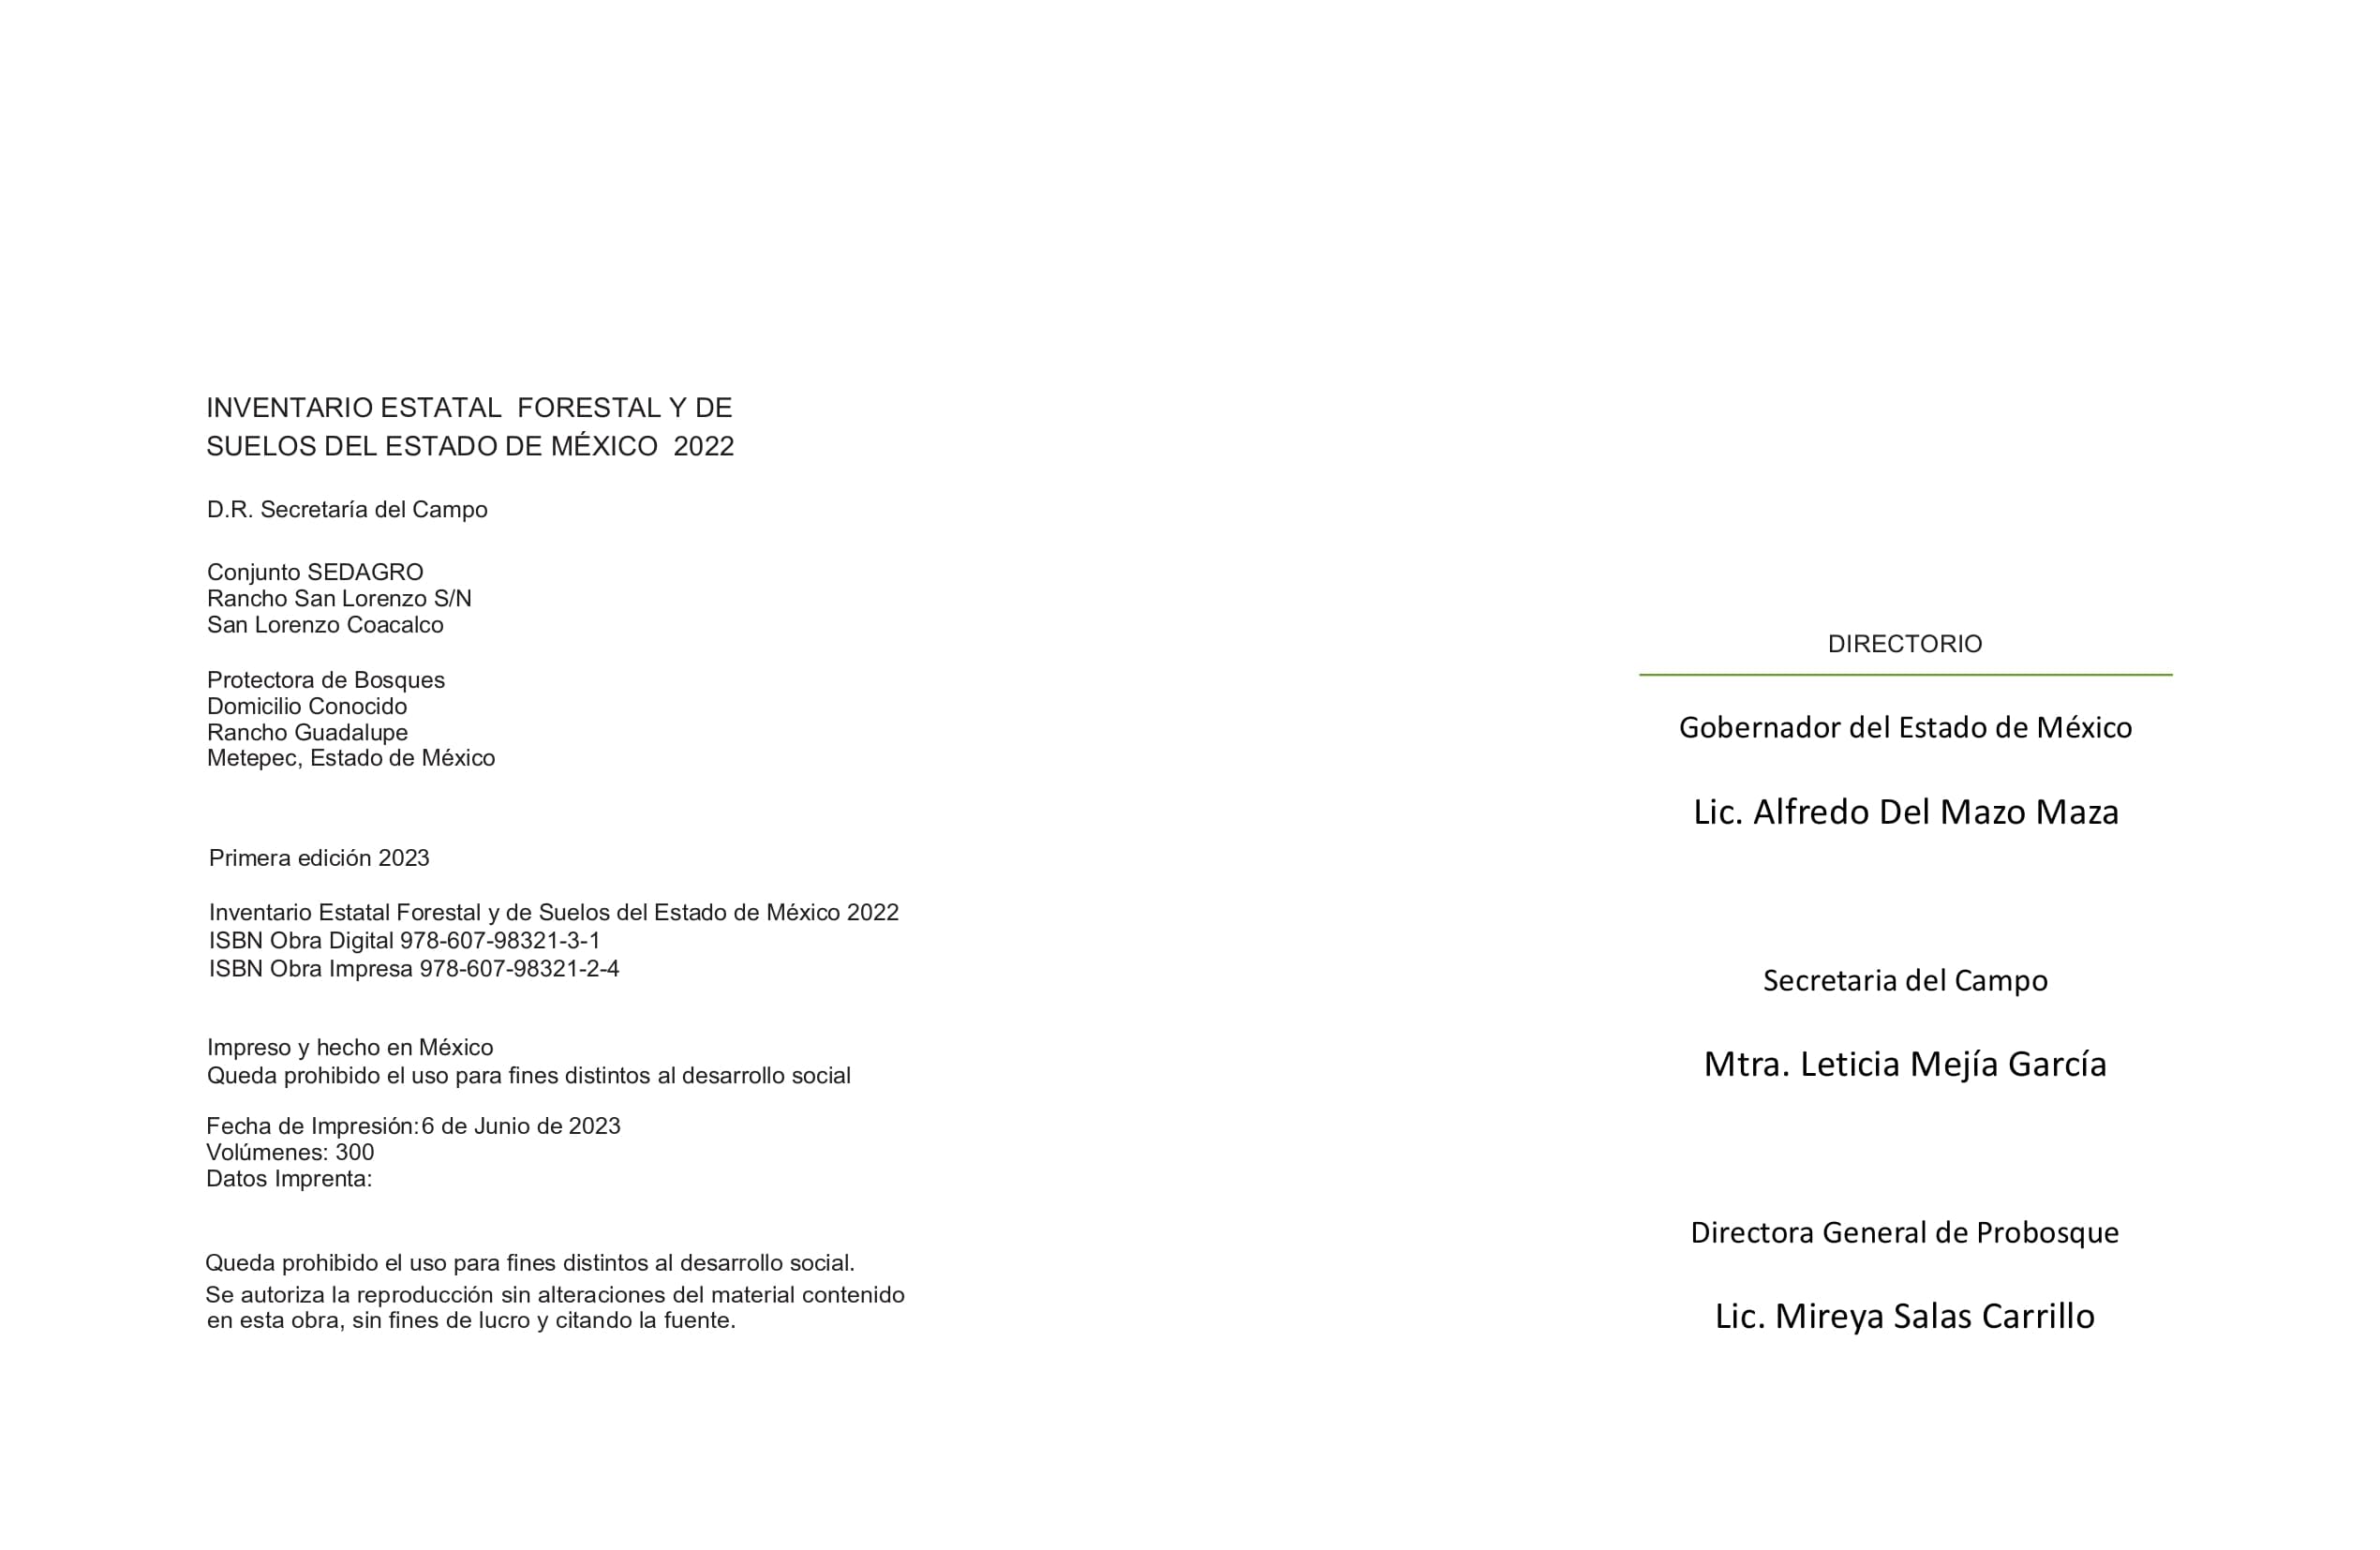 INVENTARIO ESTATAL  FORESTAL Y DE
SUELOS DEL ESTADO DE MÉXICO  2022
D.R. Secretaría del Campo
Conjunto SEDAGRO
Rancho San Lorenzo S/N
San Lorenzo Coacalco
Protectora de Bosques
Domicilio Conocido
Rancho Guadalupe
Metepec, Estado de México
Primera edición 2023
Inventario Estatal Forestal y de Suelos del Estado de México 2022
ISBN Obra Digital 978-607-98321-3-1
ISBN Obra Impresa 978-607-98321-2-4
Impreso y hecho en México
Queda prohibido el uso para fines distintos al desarrollo social
Fecha de Impresión:6 de Junio de 2023
Volúmenes: 300
Datos Imprenta:
Queda prohibido el uso para fines distintos al desarrollo social.
Se autoriza la reproducción sin alteraciones del material contenido
en esta obra, sin fines de lucro y citando la fuente.
DIRECTORIO
Gobernador del Estado de México
Lic. Alfredo Del Mazo Maza
Secretaria del Campo
Mtra. Leticia Mejía García
Directora General de Probosque
Lic. Mireya Salas Carrillo